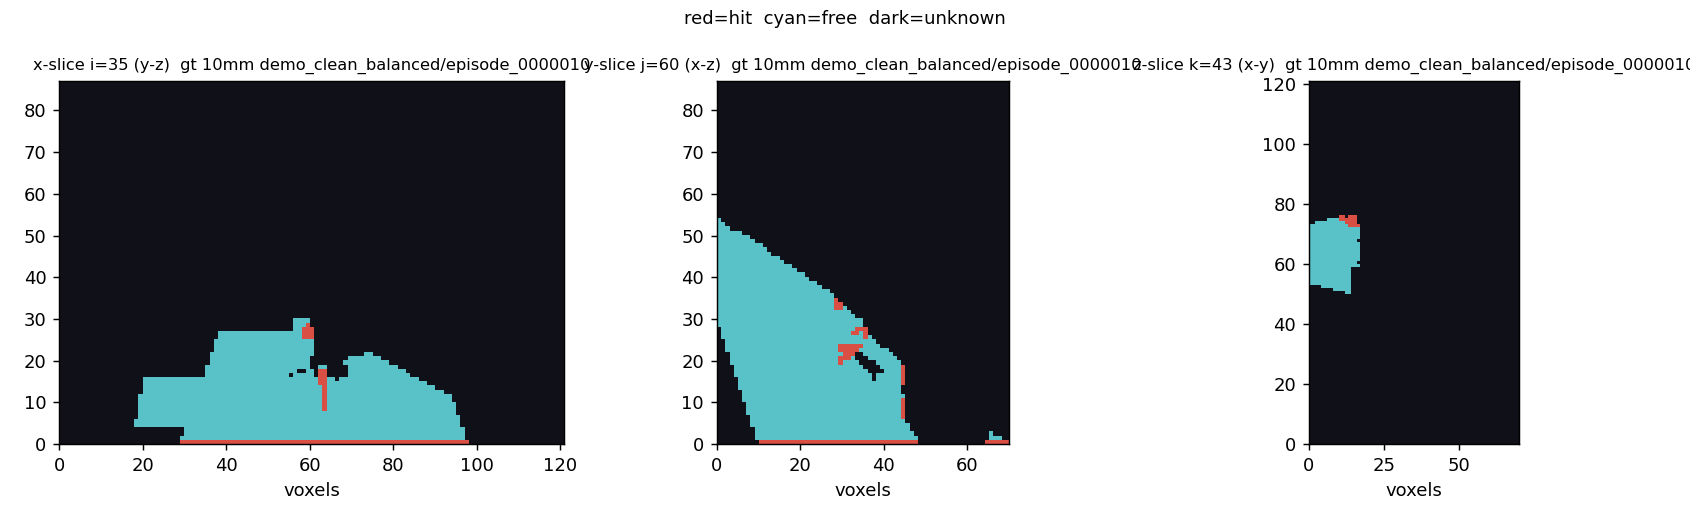 red=hit  cyan=free  dark=unknown
x-slice i=35 (y-z)  gt 10mm demo_clean_balanced/episode_0000010
y-slice j=60 (x-z)  gt 10mm demo_clean_balanced/episode_0000010
z-slice k=43 (x-y)  gt 10mm demo_clean_balanced/episode_0000010
80
70
60
50
40
30
20
10
0
0 20 40 60 80 100 120
voxels
80
70
60
50
40
30
20
10
0
0 20 40 60
voxels
120
100
80
60
40
20
0
0 25 50
voxels